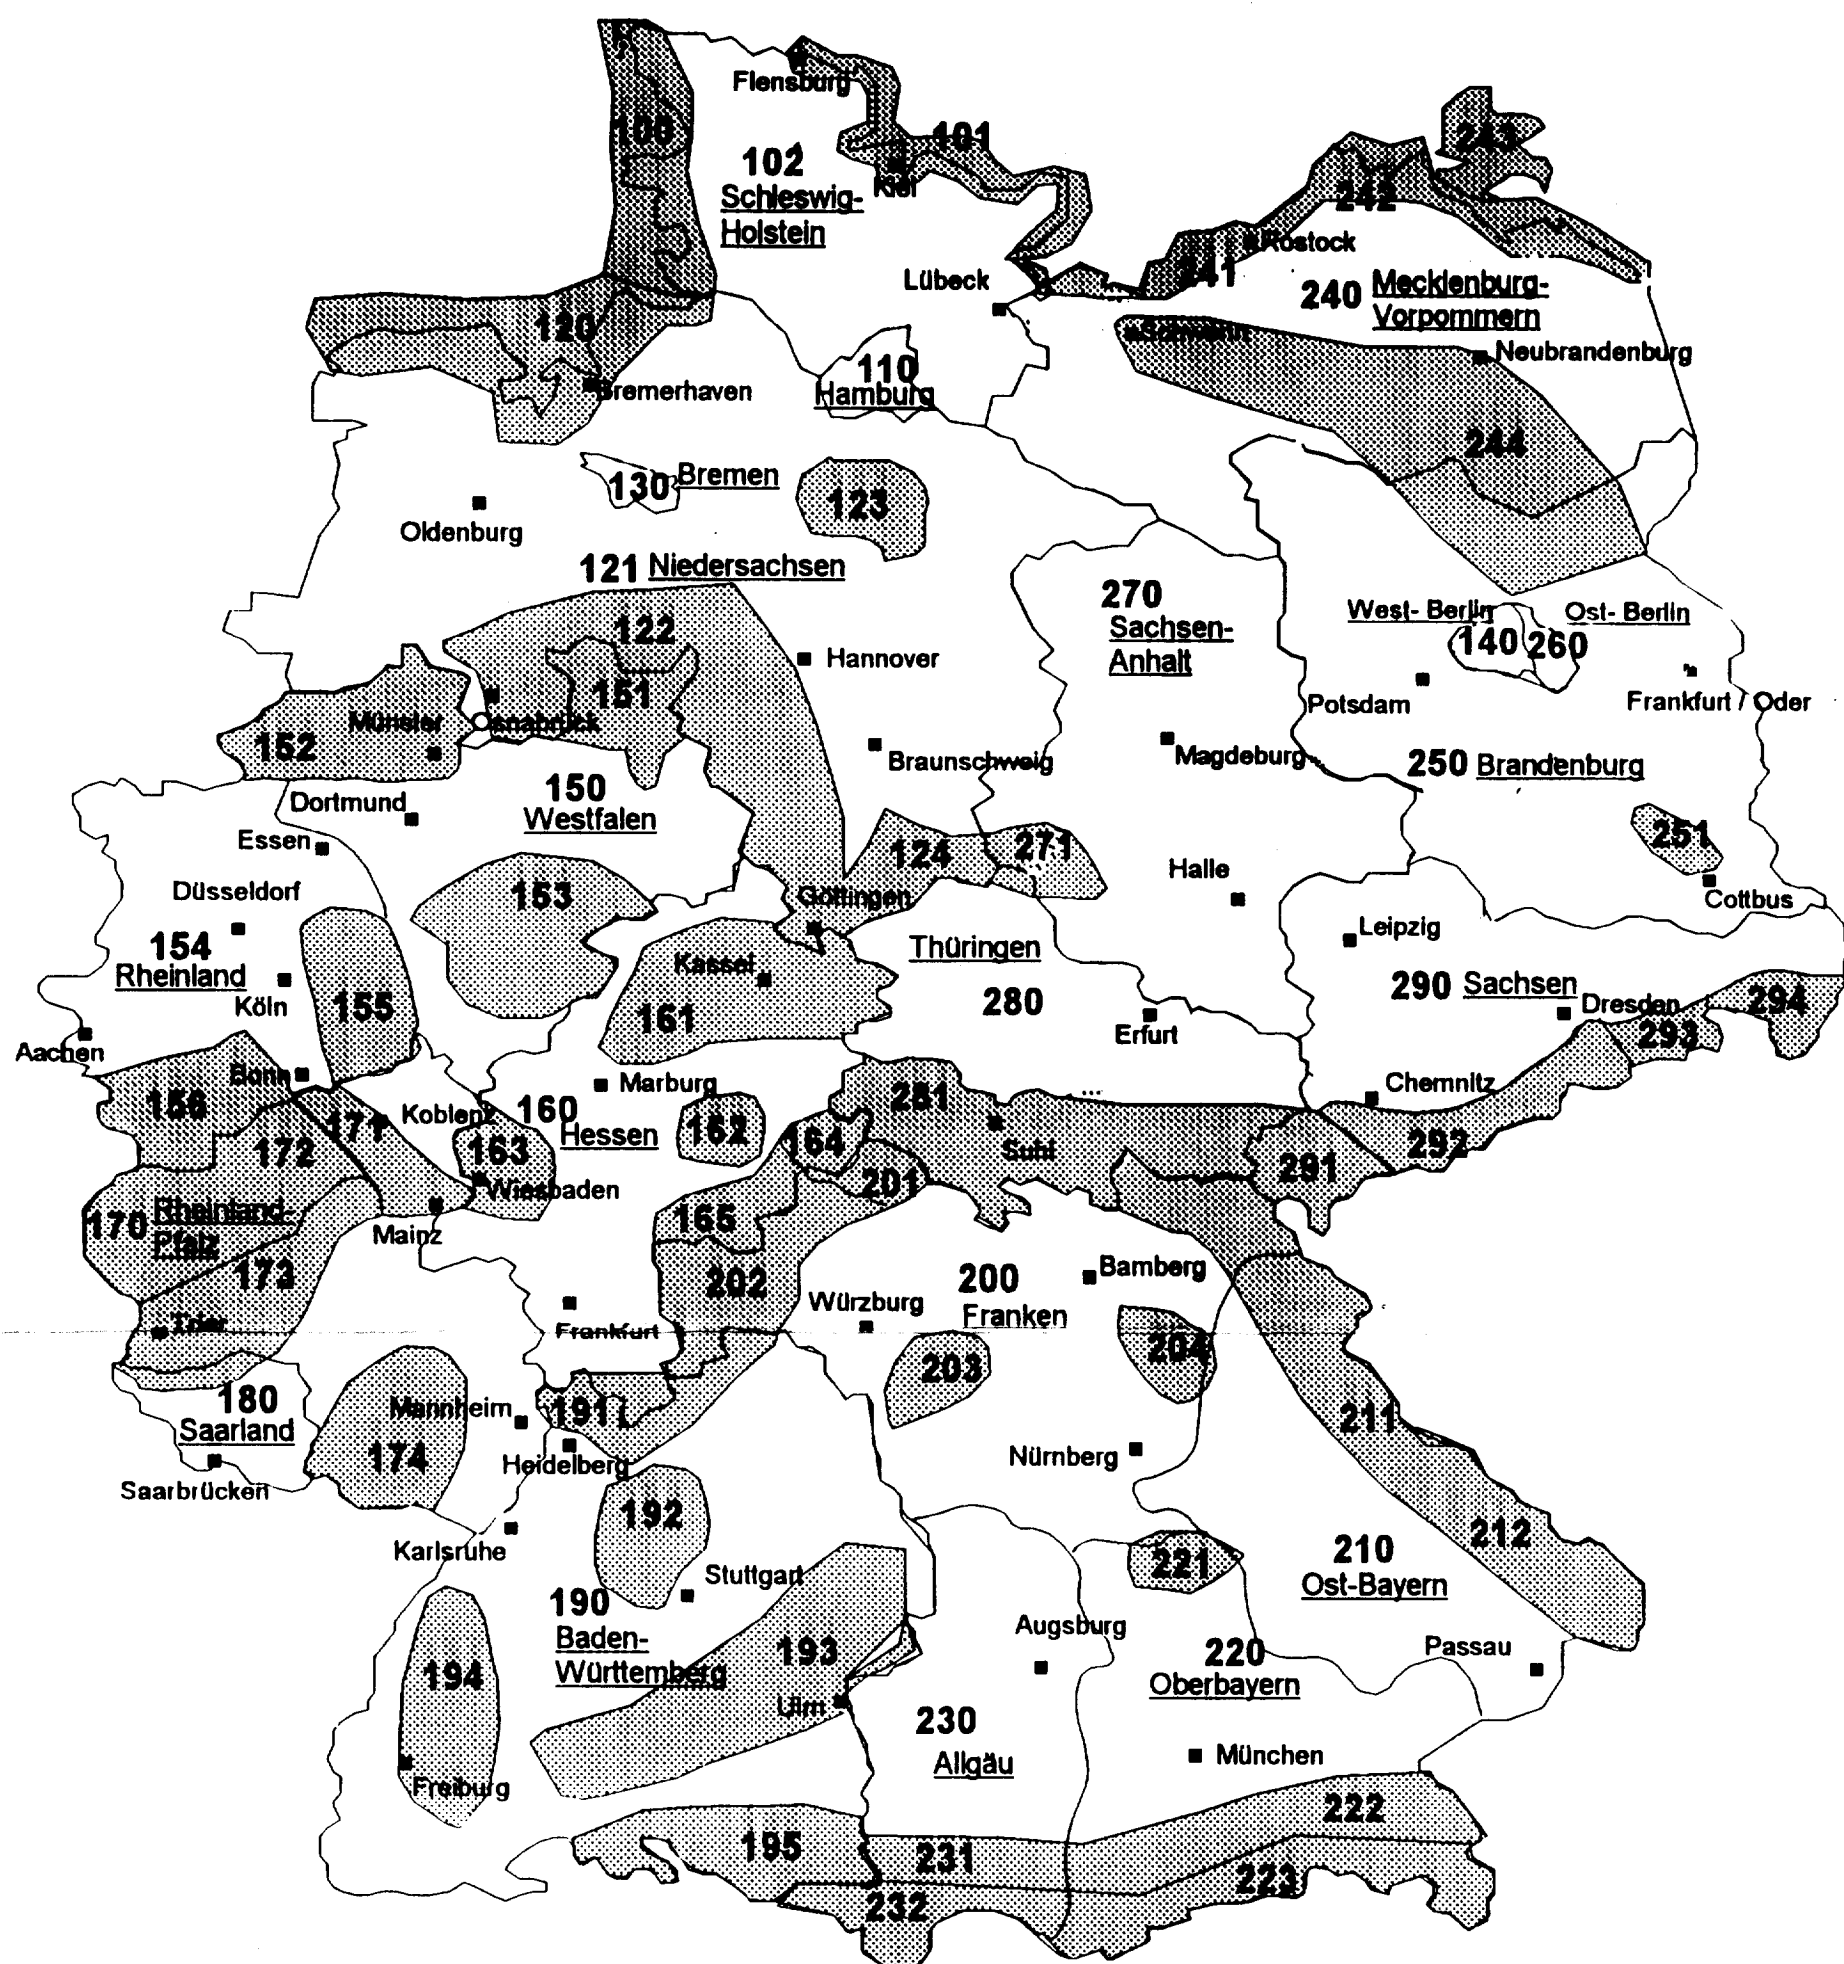 Flensburg
100
101
243
102
Kiel
Schleswig-
Holstein
242
Rostock
241
Lübeck
240 Mecklenburg-
Vorpommern
120
Schwerin
Neubrandenburg
110
Hamburg
Bremerhaven
244
130 Bremen
123
Oldenburg
121 Niedersachsen
270
Sachsen-
Anhalt
West- Berlin
Ost- Berlin
140 260
122
Hannover
151
Potsdam
Frankfurt / Oder
Münster
Osnabrück
152
Braunschweig
Magdeburg
250 Brandenburg
150
Westfalen
Dortmund
Essen
251
124
271
Halle
Düsseldorf
153
Göttingen
Cottbus
Leipzig
154
Rheinland
Thüringen
Kassel
290 Sachsen
Köln
155
280
Dresden
294
161
Erfurt
293
Aachen
Bonn
Marburg
Chemnitz
156
171
Koblenz
160
Hessen
281
162
164
Suhl
292
172
163
291
201
Wiesbaden
170 Rheinland-
Pfalz
165
Mainz
173
202
200
Franken
Bamberg
Würzburg
Trier
Frankfurt
203
204
180
Saarland
Mannheim
191
211
174
Heidelberg
Nürnberg
Saarbrücken
192
212
Karlsruhe
221
210
Ost-Bayern
Stuttgart
190
Baden-
Württemberg
Augsburg
193
220
Oberbayern
Passau
194
Ulm
230
Allgäu
München
Freiburg
222
195
231
223
232